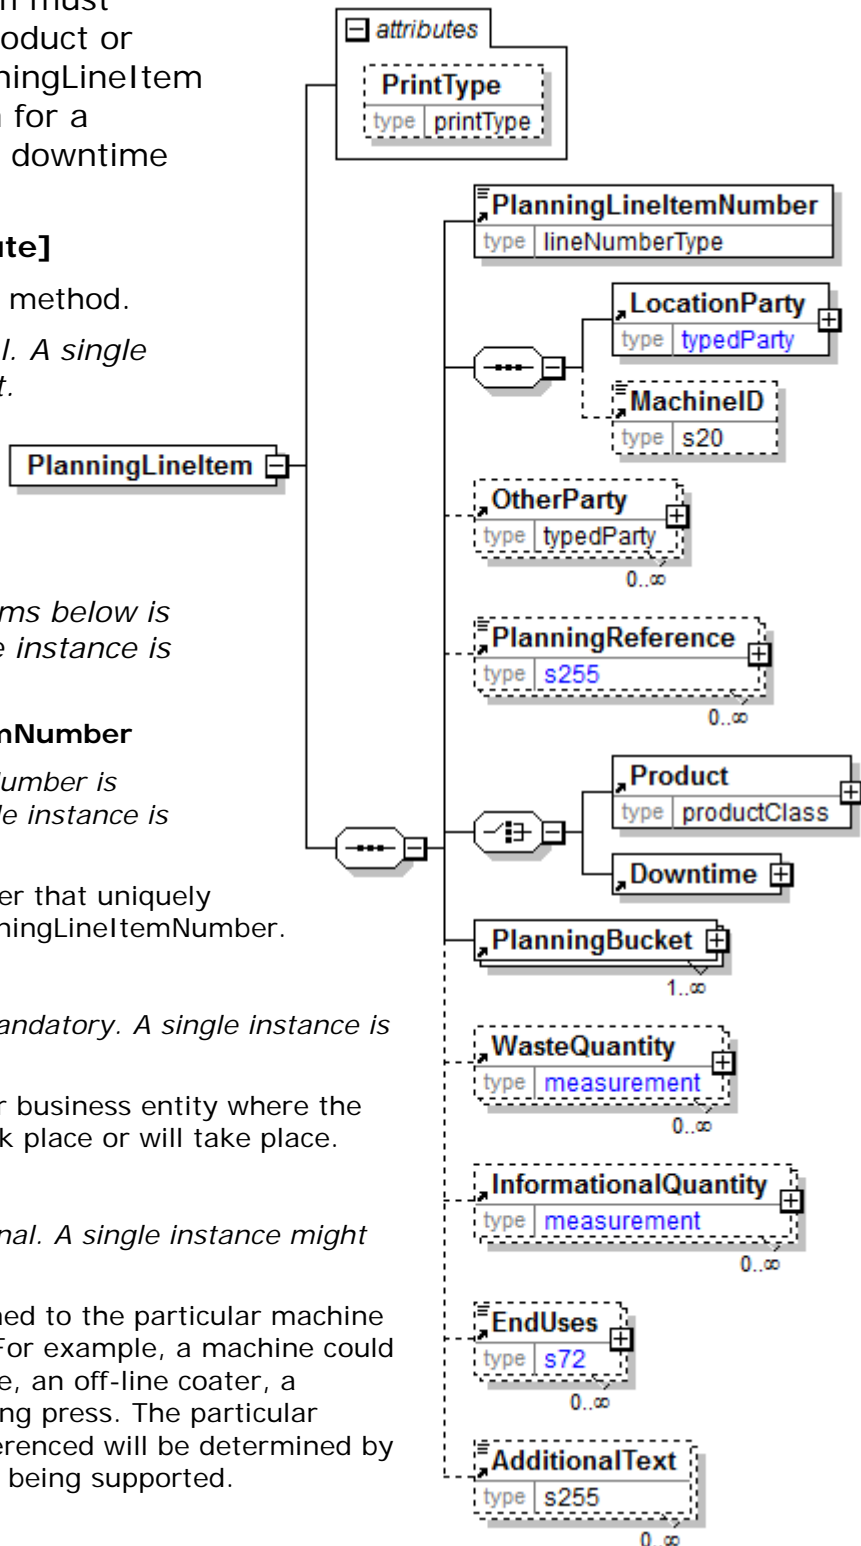 must
oduct or
ningLineItem
for a
downtime
ute]
method.
l. A single
t.
ms below is
e instance is
mNumber
Number is
le instance is
er that uniquely
ningLineItemNumber.
andatory. A single instance is
r business entity where the
k place or will take place.
nal. A single instance might
ned to the particular machine
For example, a machine could
e, an off-line coater, a
ng press. The particular
erenced will be determined by
being supported.
attributes
PrintType
type printType
PlanningLineItemNumber
type lineNumberType
LocationParty
type typedParty
MachineID
type s20
PlanningLineItem
OtherParty
type typedParty
0..∞
PlanningReference
type s255
0..∞
Product
type productClass
Downtime
PlanningBucket
1..∞
WasteQuantity
type measurement
0..∞
InformationalQuantity
type measurement
0..∞
EndUses
type s72
0..∞
AdditionalText
type s255
0..∞